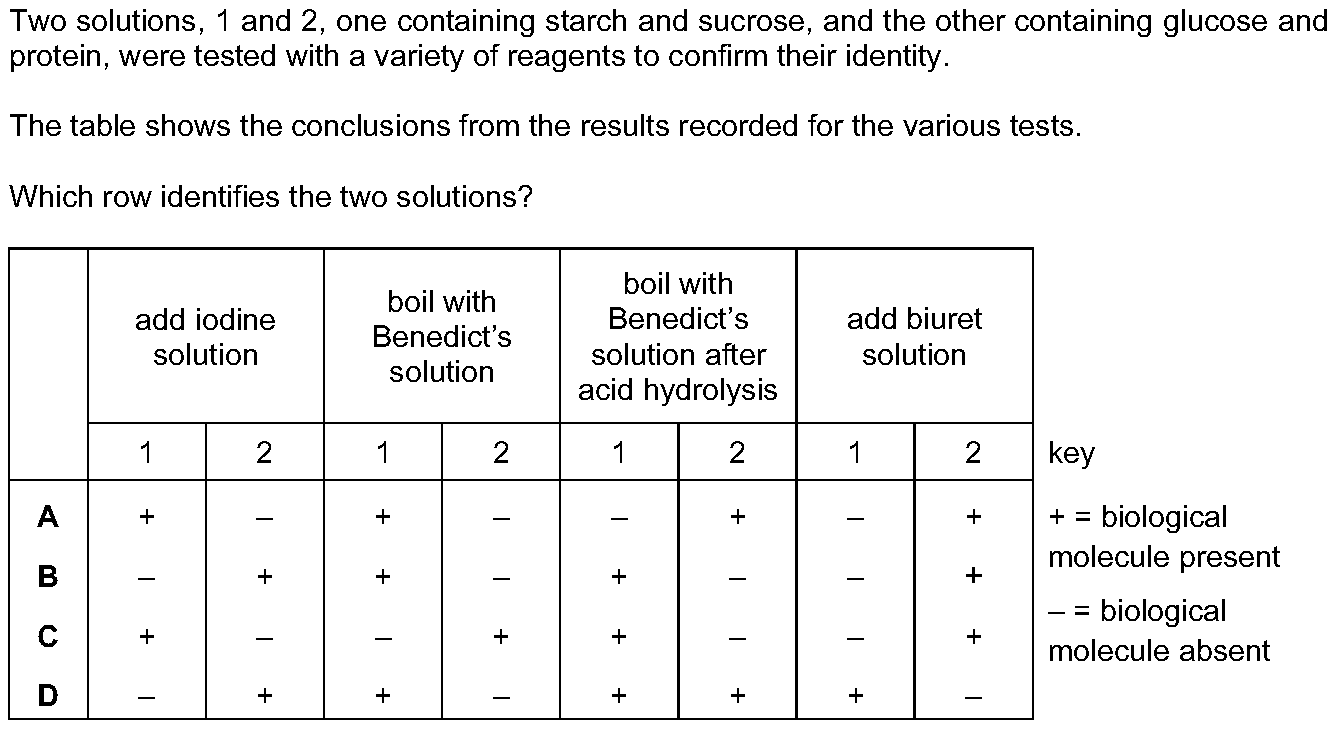 Two solutions, 1 and 2, one containing starch and sucrose, and the other containing glucose and
protein, were tested with a variety of reagents to confirm their identity.
The table shows the conclusions from the results recorded for the various tests.
Which row identifies the two solutions?
add iodine
solution
boil with
Benedict’s
solution
boil with
Benedict’s
solution after
acid hydrolysis
add biuret
solution
1 2 1 2 1 2 1 2 key
A + – + – – + – + + = biological
molecule present
B – + + – + – – +
– = biological
molecule absent
C + – – + + – – +
D – + + – + + + –